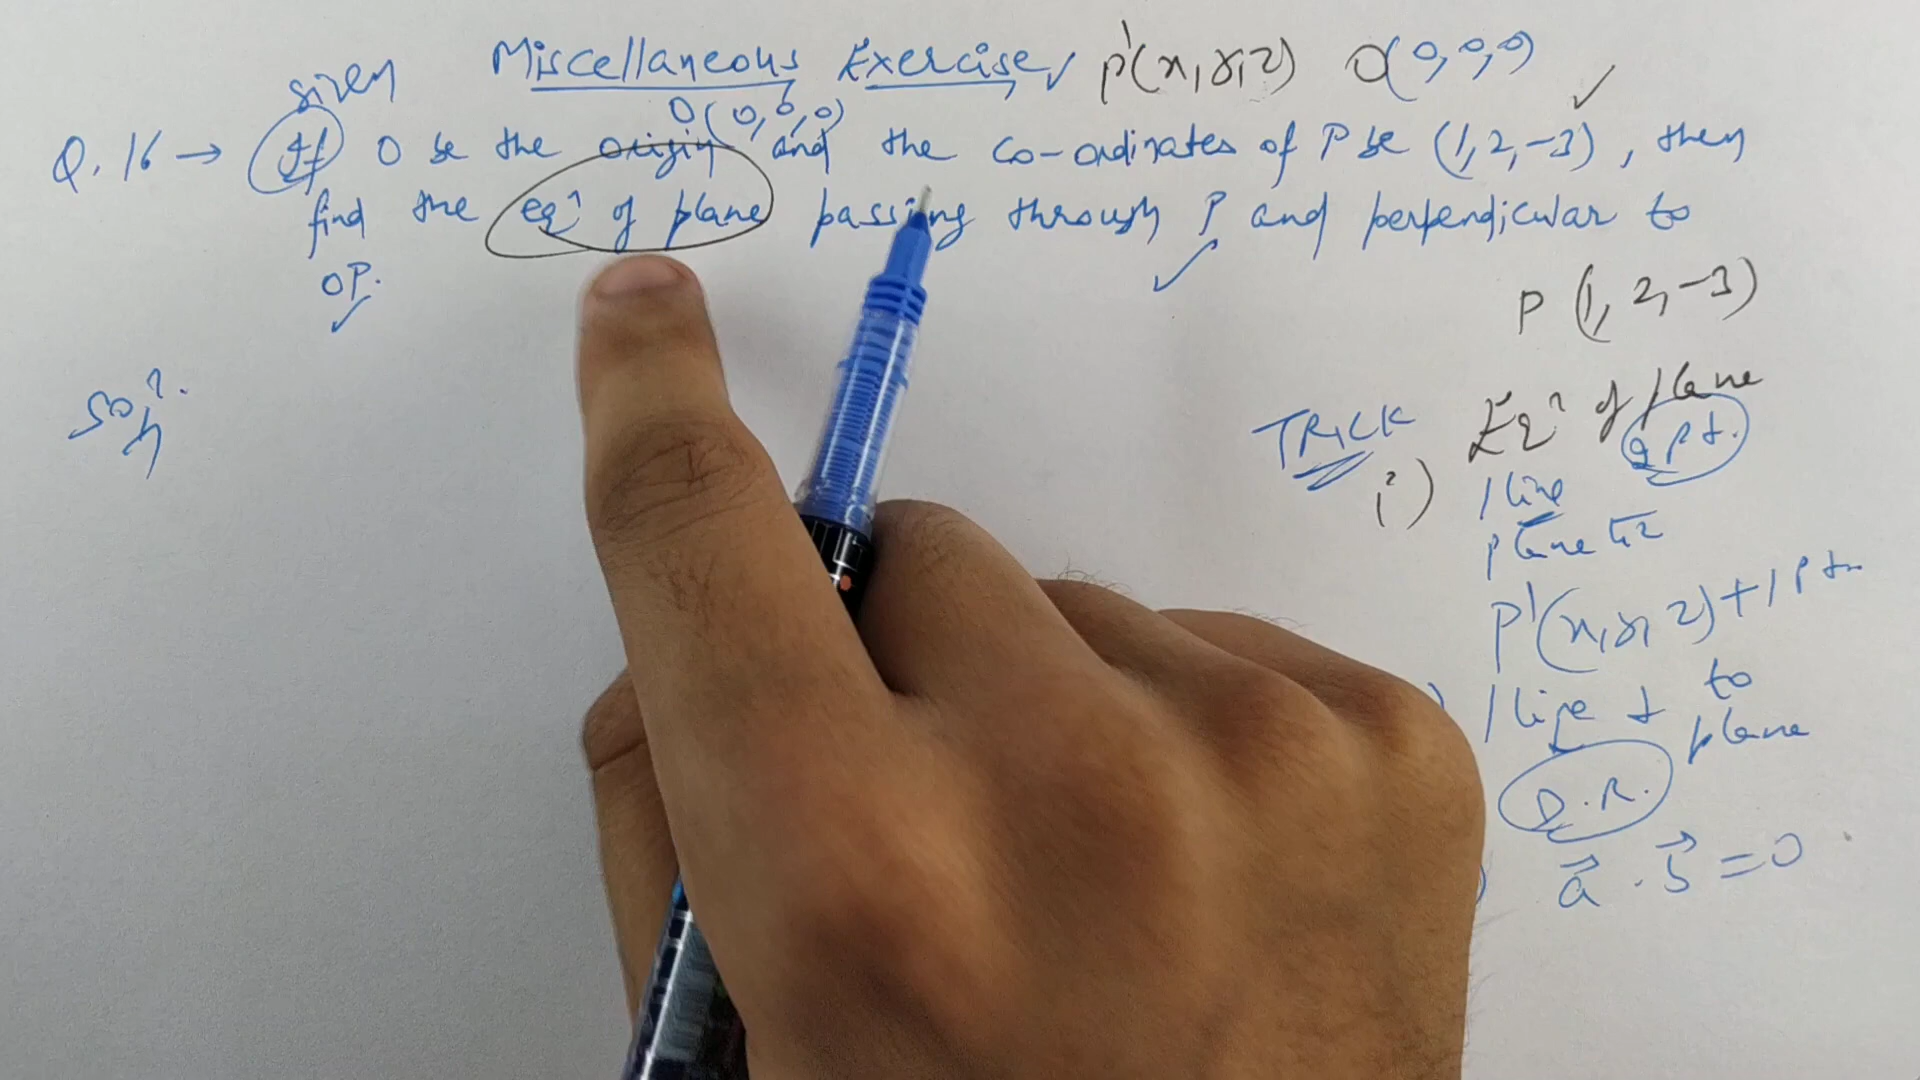 given Miscellaneous Exercise, P'(x,y,z) O(0,0,0)
O(0,0,0)
Q.16 → If O be the origin and the co-ordinates of P be (1,2,-3), then
find the eqⁿ of plane passing through P and perpendicular to
OP.
P (1, 2, -3)
Solⁿ.
TRICK Eqⁿ of plane
i) 1 line 2 pt.
plane
P'(x,y,z) + 1 pt.
1 line ⊥ to
plane
D.R.
a⃗ . b⃗ = 0